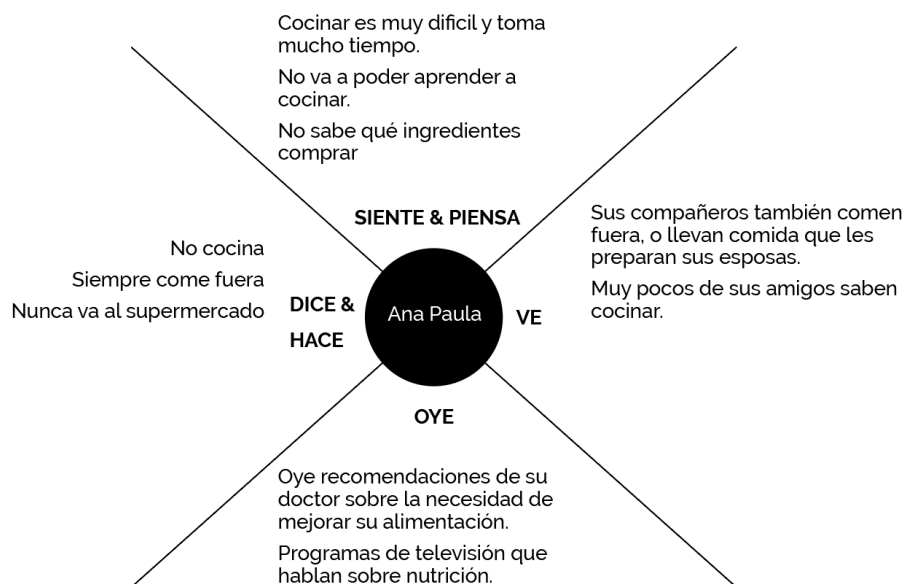 Cocinar es muy dificil y toma
mucho tiempo.
No va a poder aprender a
cocinar.
No sabe qué ingredientes
comprar
SIENTE & PIENSA
No cocina
Siempre come fuera
Nunca va al supermercado
DICE &
HACE
Ana Paula
VE
Sus compañeros también comen
fuera, o llevan comida que les
preparan sus esposas.
Muy pocos de sus amigos saben
cocinar.
OYE
Oye recomendaciones de su
doctor sobre la necesidad de
mejorar su alimentación.
Programas de televisión que
hablan sobre nutrición.